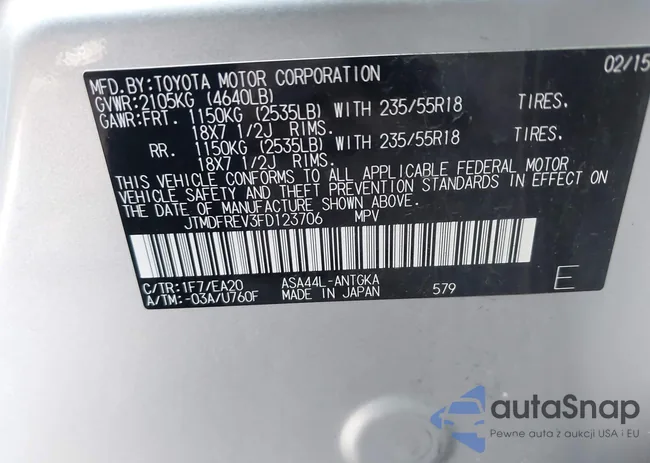 MFD.BY:TOYOTA MOTOR CORPORATION 02/15
GVWR:2105KG (4640LB)
GAWR:FRT. 1150KG (2535LB) WITH 235/55R18 TIRES.
18X7 1/2J RIMS.
RR. 1150KG (2535LB) WITH 235/55R18 TIRES.
18X7 1/2J RIMS.
THIS VEHICLE CONFORMS TO ALL APPLICABLE FEDERAL MOTOR
VEHICLE SAFETY AND THEFT PREVENTION STANDARDS IN EFFECT ON
THE DATE OF MANUFACTURE SHOWN ABOVE.
JTMDFREV3FD123706 MPV
C/TR:1F7/EA20 ASA44L-ANTGKA
A/TM:-03A/U760F MADE IN JAPAN 579 E
autoSnap
Pewne auta z aukcji USA i EU